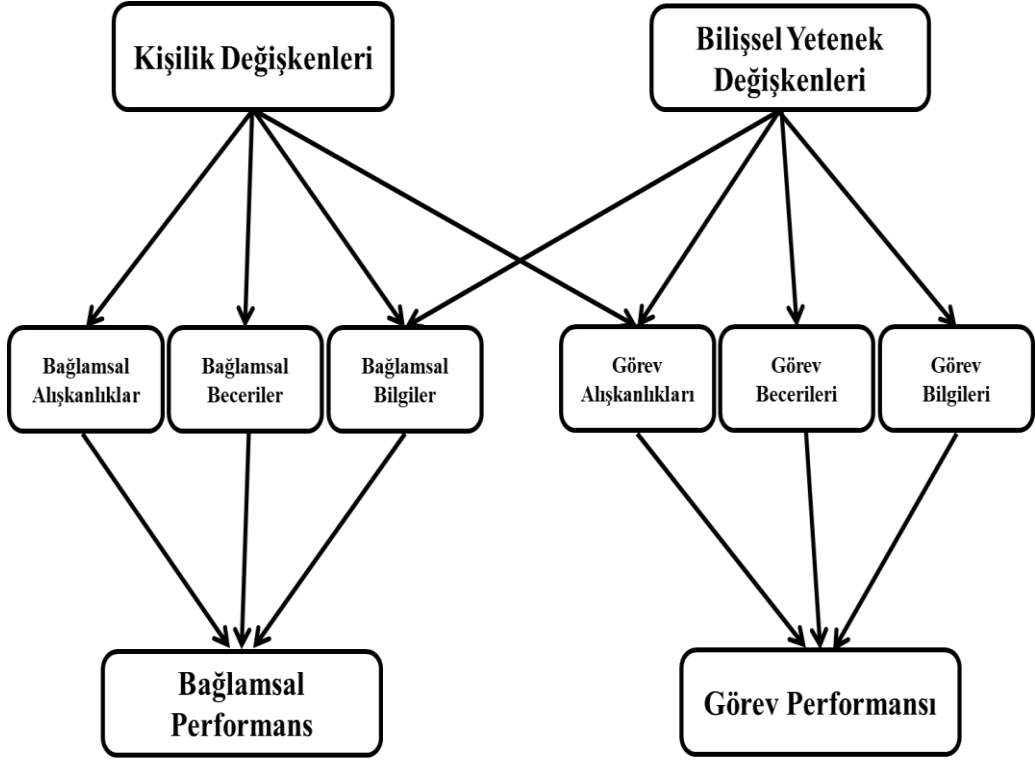 Kişilik Değişkenleri
Bilişsel Yetenek
Değişkenleri
Bağlamsal
Alışkanlıklar
Bağlamsal
Beceriler
Bağlamsal
Bilgiler
Görev
Alışkanlıkları
Görev
Becerileri
Görev
Bilgileri
Bağlamsal
Performans
Görev Performansı